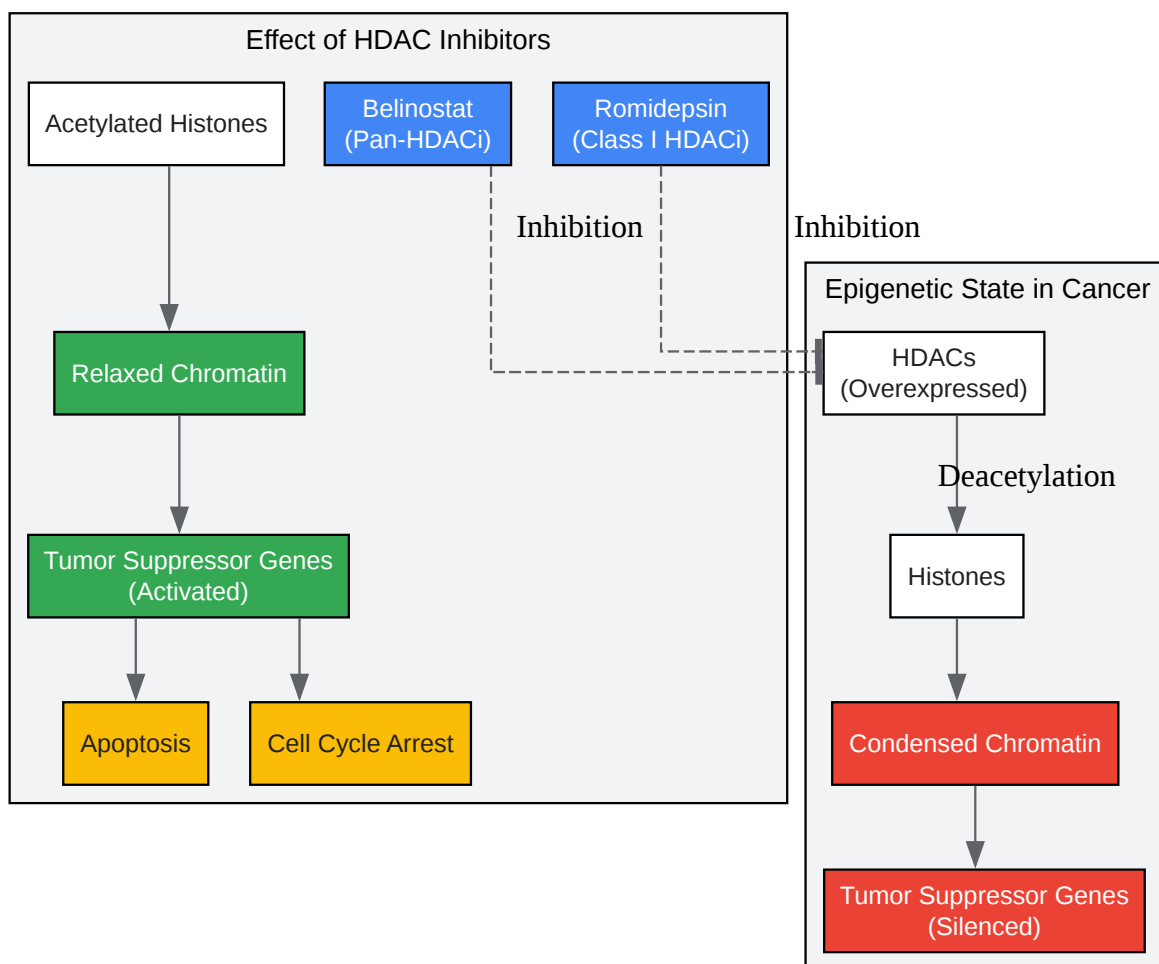 Effect of HDAC Inhibitors
Acetylated Histones
Belinostat
(Pan-HDACi)
Romidepsin
(Class I HDACi)
Inhibition
Inhibition
Relaxed Chromatin
Tumor Suppressor Genes
(Activated)
Apoptosis
Cell Cycle Arrest
Epigenetic State in Cancer
HDACs
(Overexpressed)
Deacetylation
Histones
Condensed Chromatin
Tumor Suppressor Genes
(Silenced)